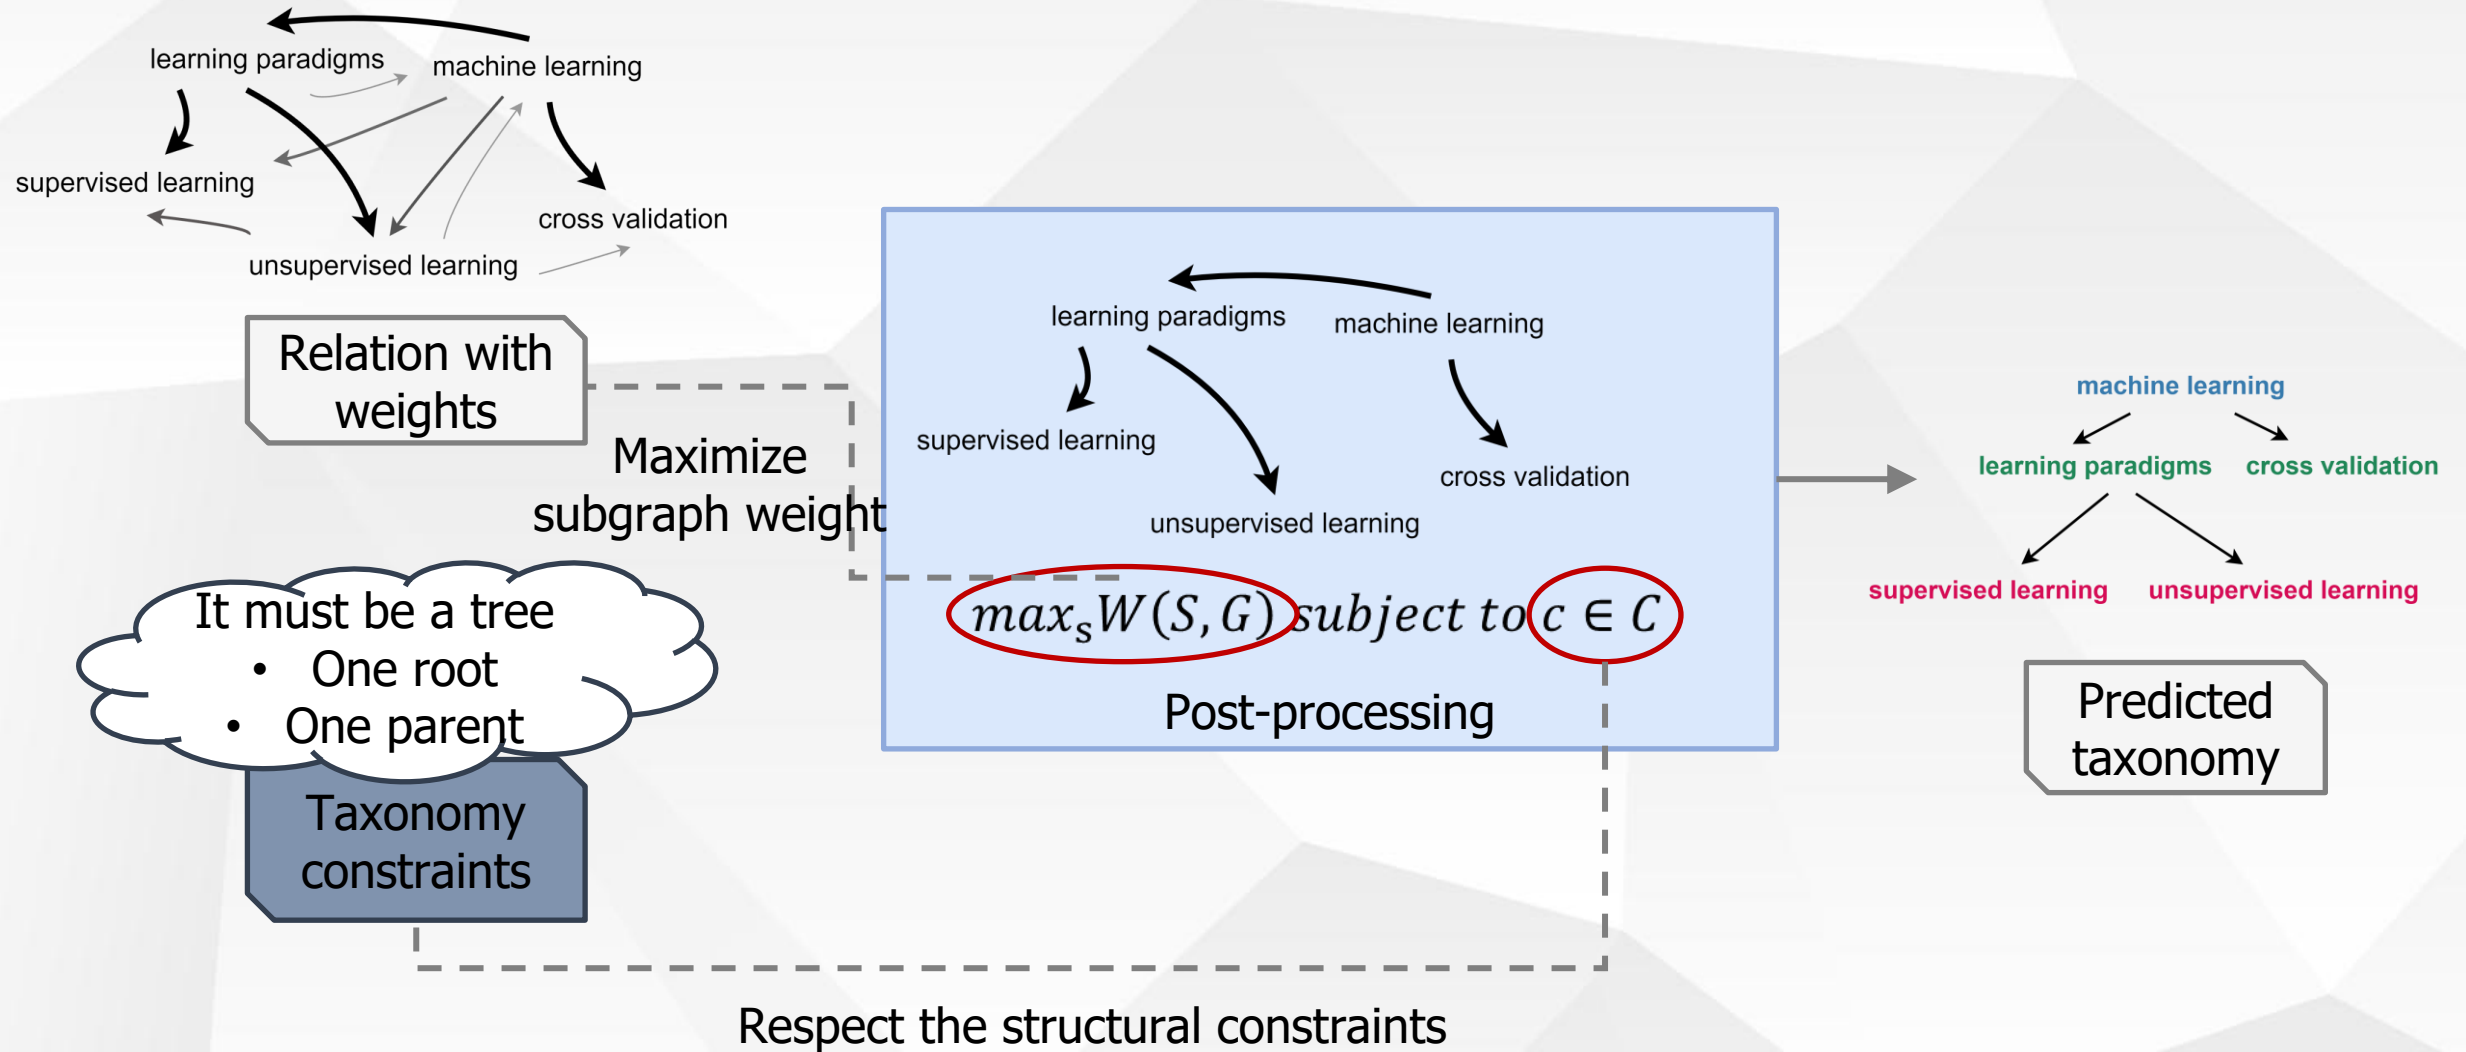 learning paradigms
machine learning
supervised learning
cross validation
unsupervised learning
Relation with
weights
Maximize
subgraph weight
It must be a tree
• One root
• One parent
Taxonomy
constraints
learning paradigms
machine learning
supervised learning
cross validation
unsupervised learning
max_s W(S, G) subject to c ∈ C
Post-processing
Respect the structural constraints
machine learning
learning paradigms cross validation
supervised learning unsupervised learning
Predicted
taxonomy